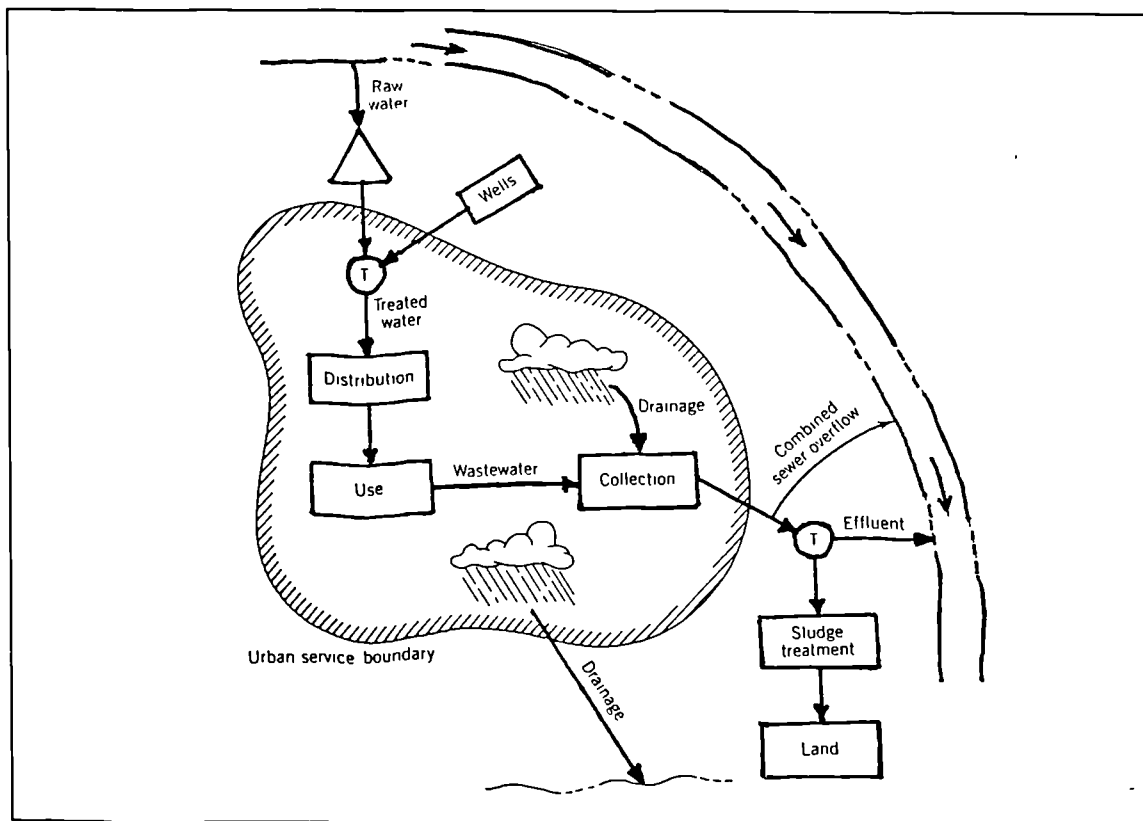 Raw
water
Wells
T
Treated
water
Distribution
Drainage
Combined
sewer overflow
Use
Wastewater
Collection
T
Effluent
Sludge
treatment
Urban service boundary
Drainage
Land